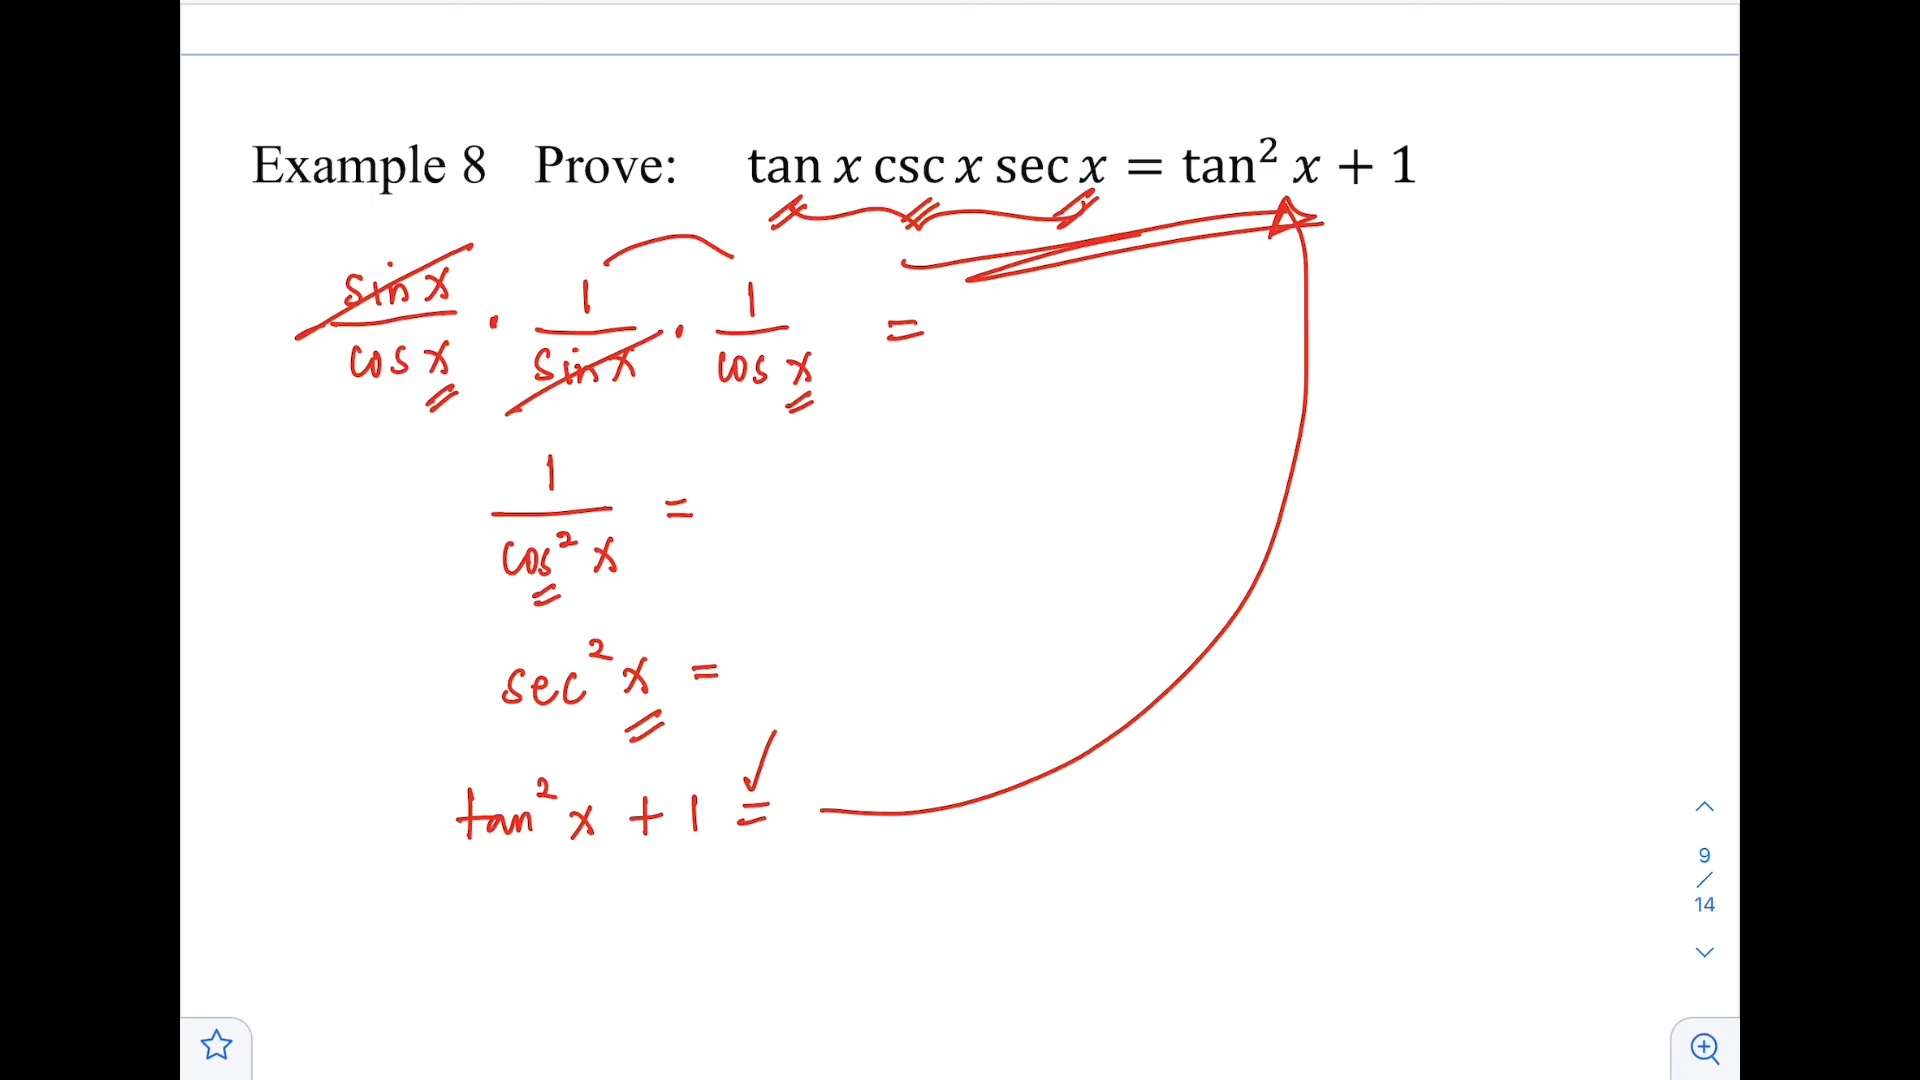 Example 8 Prove: tan x csc x sec x = tan² x + 1
sin x / cos x · 1 / sin x · 1 / cos x =
1 / cos² x =
sec² x =
tan² x + 1 =
9
/
14